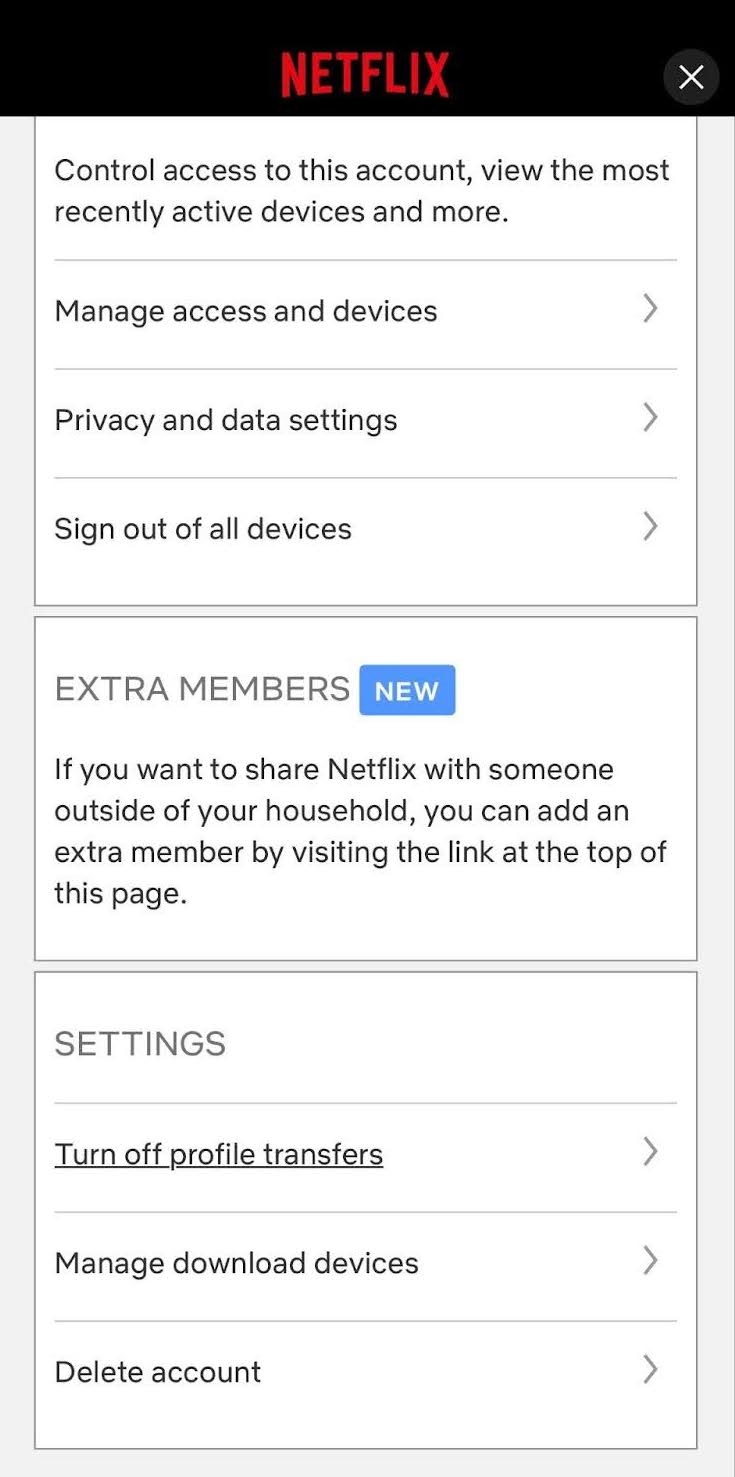 NETFLIX
Control access to this account, view the most
recently active devices and more.
Manage access and devices
Privacy and data settings
Sign out of all devices
EXTRA MEMBERS NEW
If you want to share Netflix with someone
outside of your household, you can add an
extra member by visiting the link at the top of
this page.
SETTINGS
Turn off profile transfers
Manage download devices
Delete account